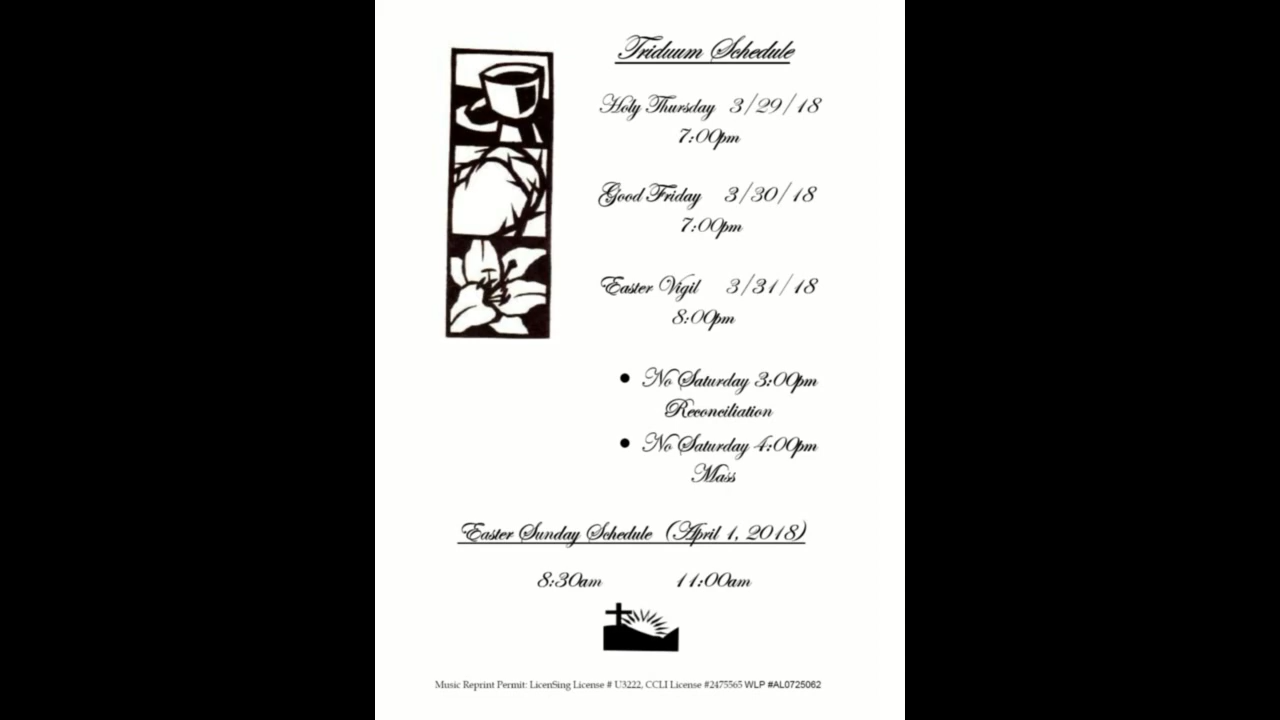 Triduum Schedule
Holy Thursday 3/29/18
7:00pm
Good Friday 3/30/18
7:00pm
Easter Vigil 3/31/18
8:00pm
• No Saturday 3:00pm
Reconciliation
• No Saturday 4:00pm
Mass
Easter Sunday Schedule (April 1, 2018)
8:30am 11:00am
Music Reprint Permit: LicenSing License # U3222, CCLI License #2475565 WLP #AL0725062